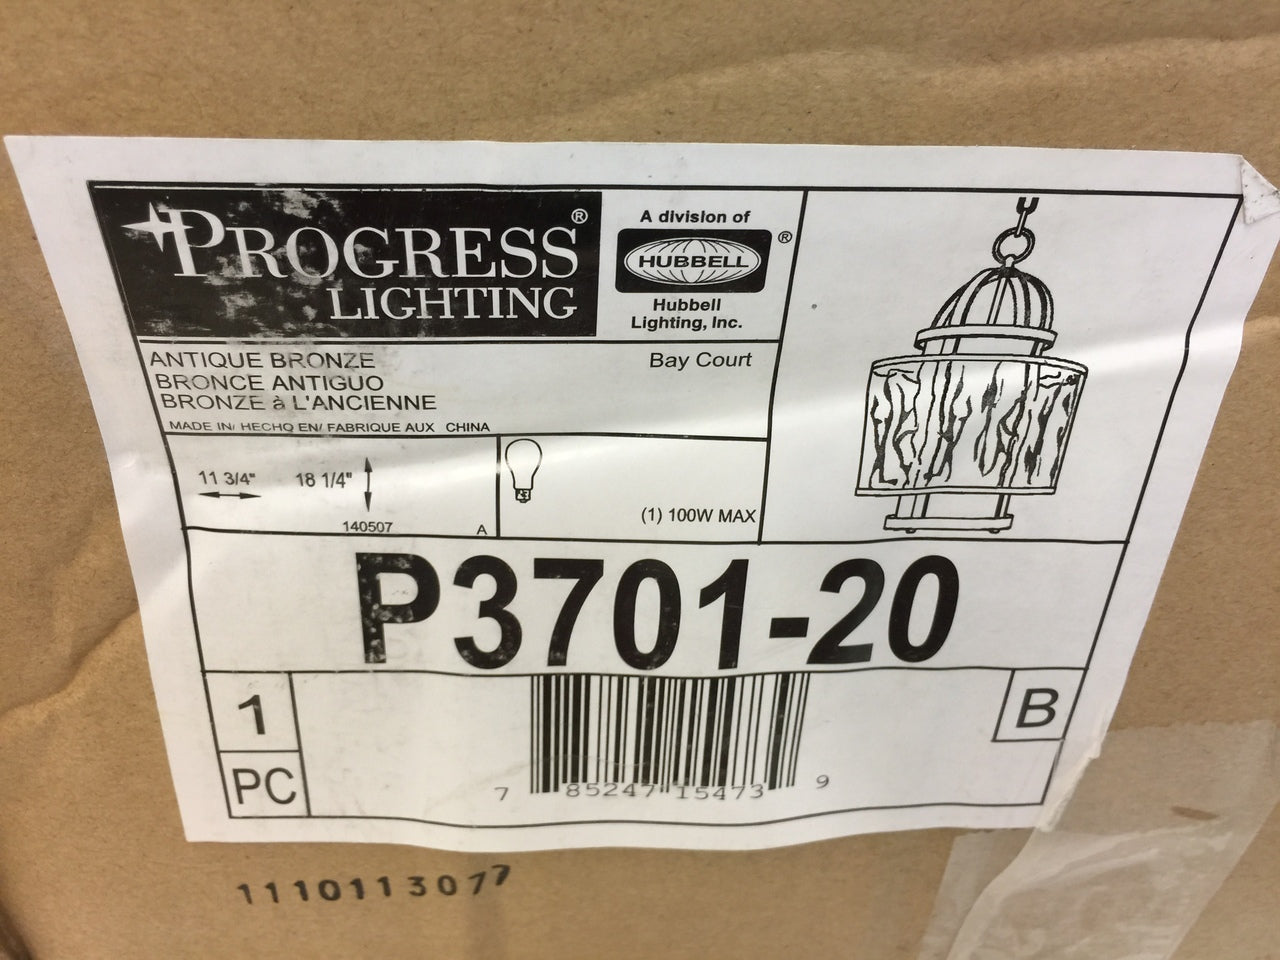 PROGRESS®
LIGHTING
A division of
HUBBELL®
Hubbell
Lighting, Inc.
ANTIQUE BRONZE
BRONCE ANTIGUO
BRONZE à L'ANCIENNE
Bay Court
MADE IN/ HECHO EN/ FABRIQUE AUX CHINA
11 3/4" 18 1/4"
140507 A
(1) 100W MAX
P3701-20
1
PC
B
7 85247 15473 9
1110113077